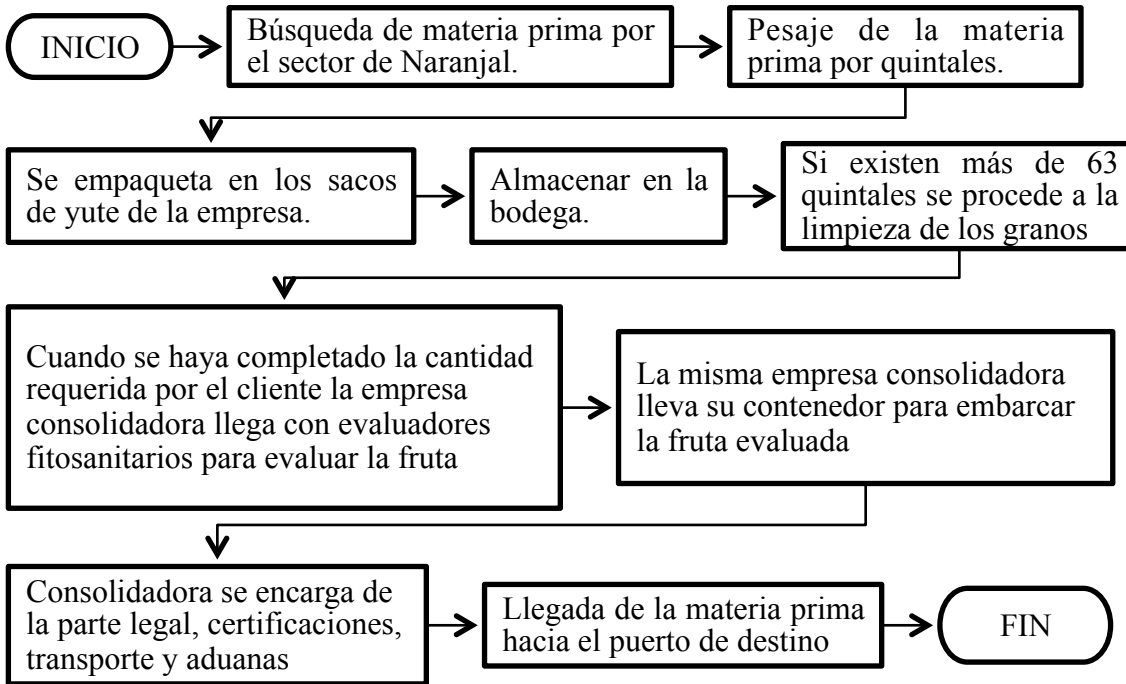 INICIO
Búsqueda de materia prima por
el sector de Naranjal.
Pesaje de la materia
prima por quintales.
Se empaqueta en los sacos
de yute de la empresa.
Almacenar en la
bodega.
Si existen más de 63
quintales se procede a la
limpieza de los granos
Cuando se haya completado la cantidad
requerida por el cliente la empresa
consolidadora llega con evaluadores
fitosanitarios para evaluar la fruta
La misma empresa consolidadora
lleva su contenedor para embarcar
la fruta evaluada
Consolidadora se encarga de
la parte legal, certificaciones,
transporte y aduanas
Llegada de la materia prima
hacia el puerto de destino
FIN